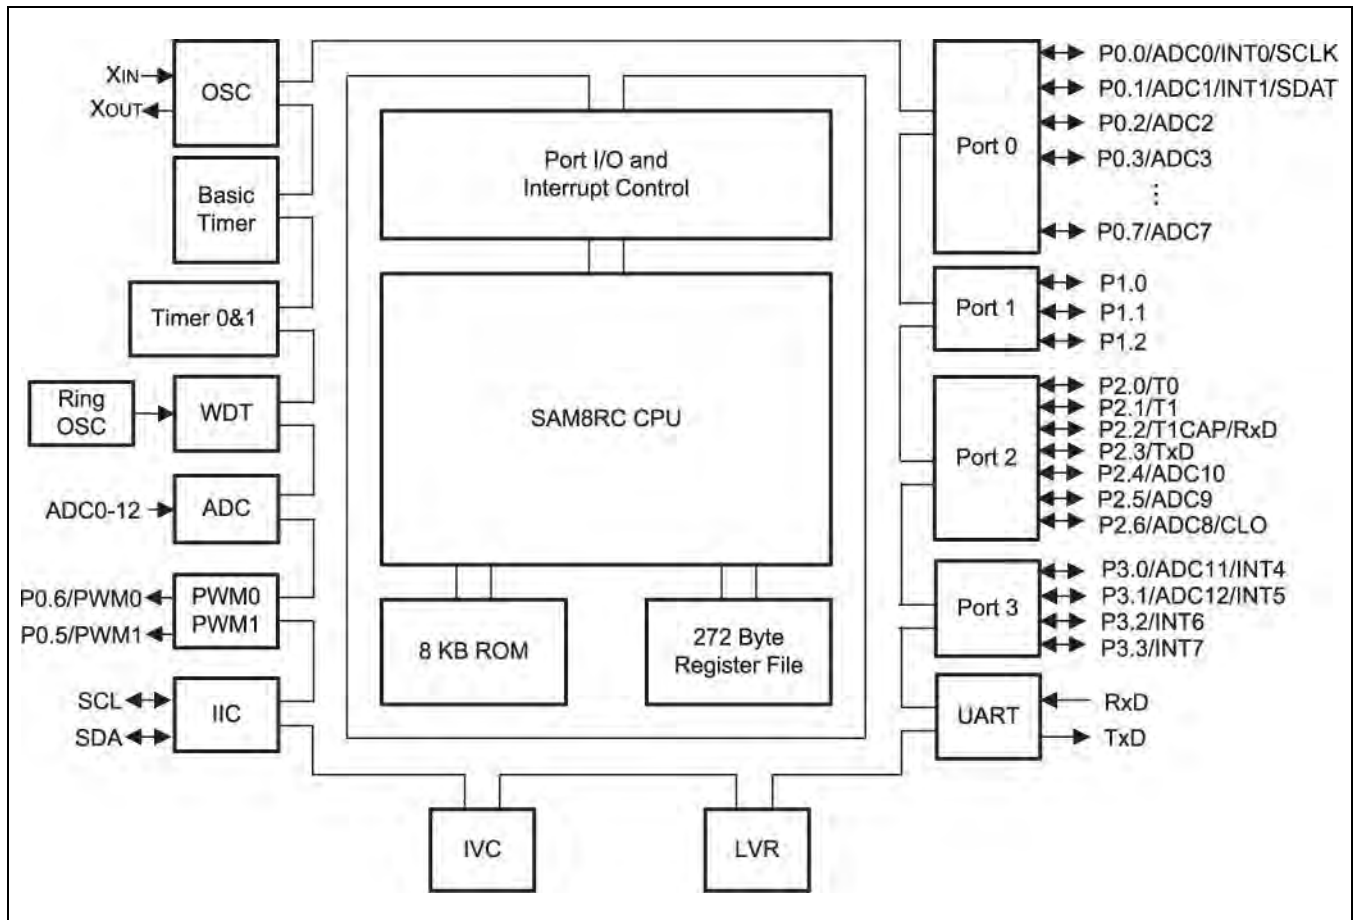 XIN
XOUT
OSC
Basic
Timer
Timer 0&1
Ring
OSC
WDT
ADC0-12
ADC
P0.6/PWM0
P0.5/PWM1
PWM0
PWM1
SCL
SDA
IIC
Port I/O and
Interrupt Control
SAM8RC CPU
8 KB ROM
272 Byte
Register File
IVC
LVR
Port 0
P0.0/ADC0/INT0/SCLK
P0.1/ADC1/INT1/SDAT
P0.2/ADC2
P0.3/ADC3
⋮
P0.7/ADC7
Port 1
P1.0
P1.1
P1.2
Port 2
P2.0/T0
P2.1/T1
P2.2/T1CAP/RxD
P2.3/TxD
P2.4/ADC10
P2.5/ADC9
P2.6/ADC8/CLO
Port 3
P3.0/ADC11/INT4
P3.1/ADC12/INT5
P3.2/INT6
P3.3/INT7
UART
RxD
TxD